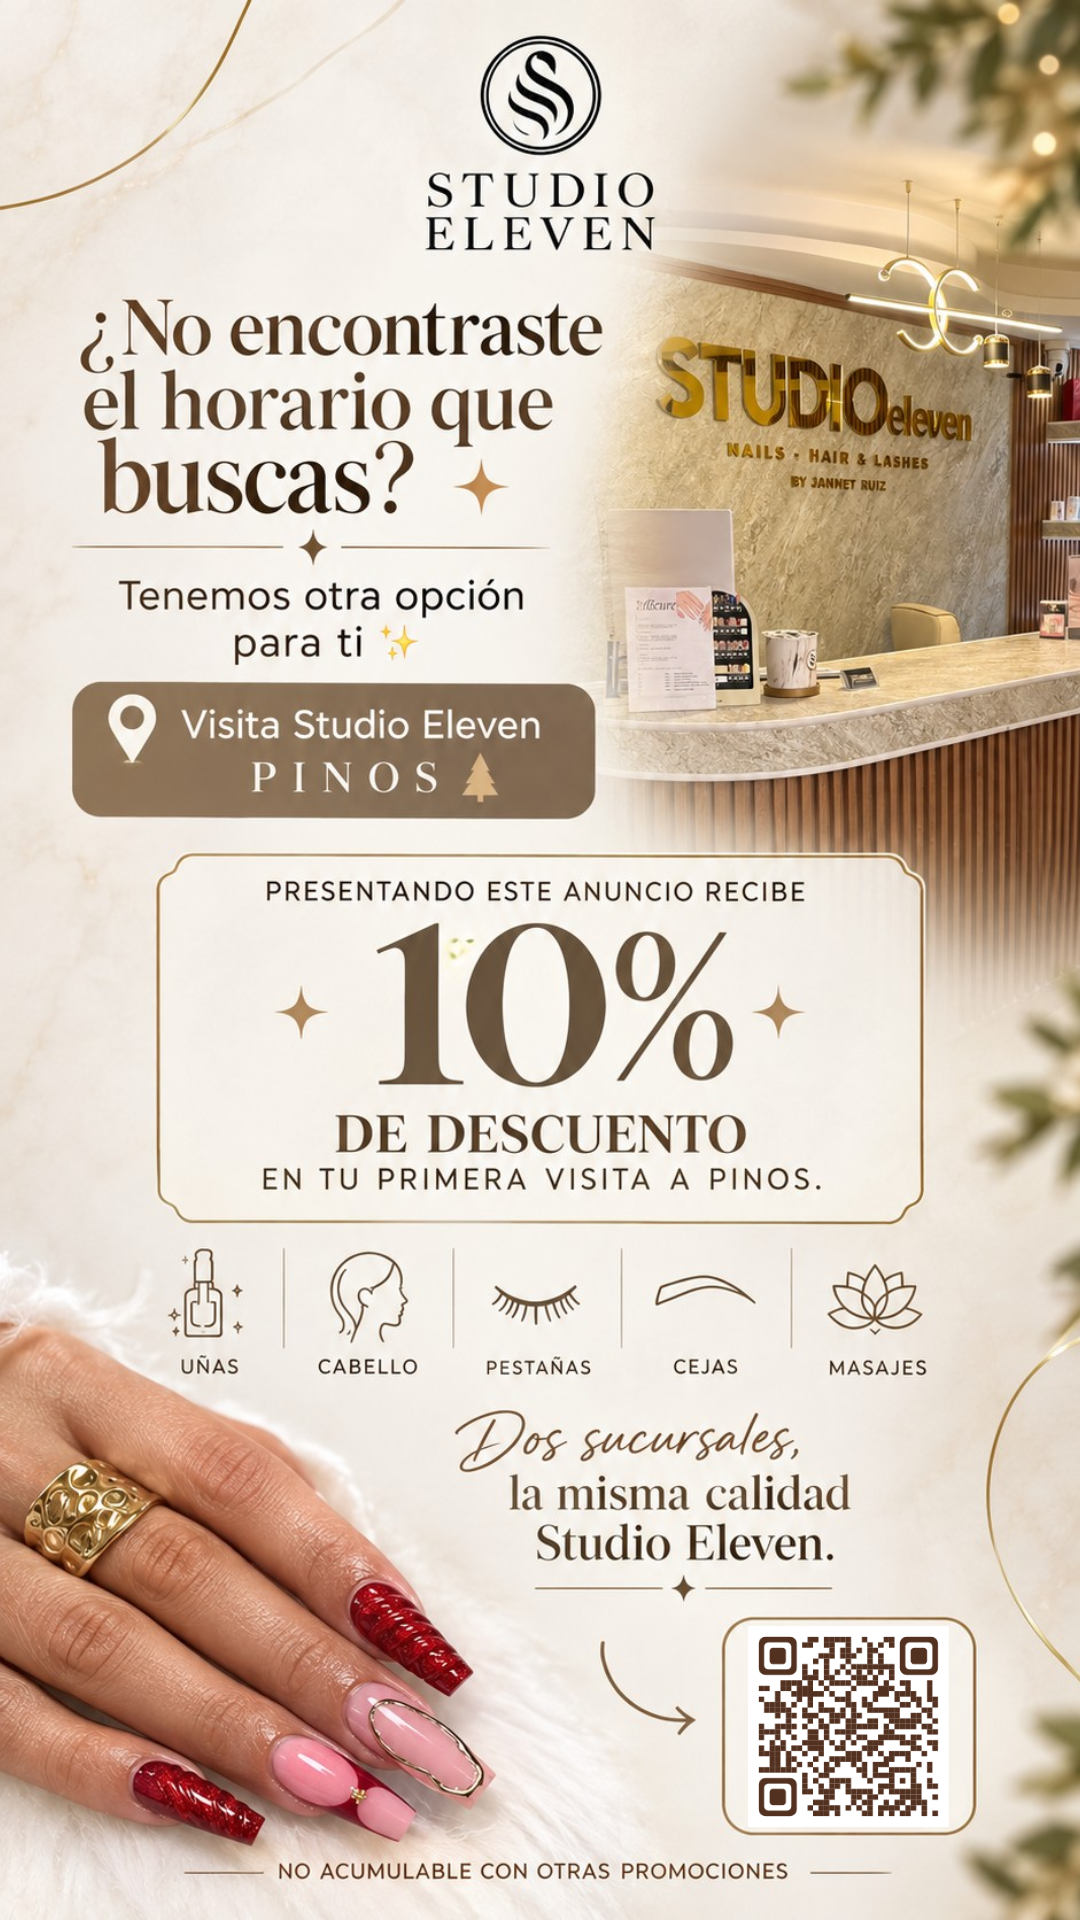 STUDIO
ELEVEN
¿No encontraste
el horario que
buscas?
Tenemos otra opción
para ti ✨
Visita Studio Eleven
PINOS
STUDIO eleven
NAILS - HAIR & LASHES
BY JANNET RUIZ
PRESENTANDO ESTE ANUNCIO RECIBE
10%
DE DESCUENTO
EN TU PRIMERA VISITA A PINOS.
UÑAS
CABELLO
PESTAÑAS
CEJAS
MASAJES
Dos sucursales,
la misma calidad
Studio Eleven.
NO ACUMULABLE CON OTRAS PROMOCIONES